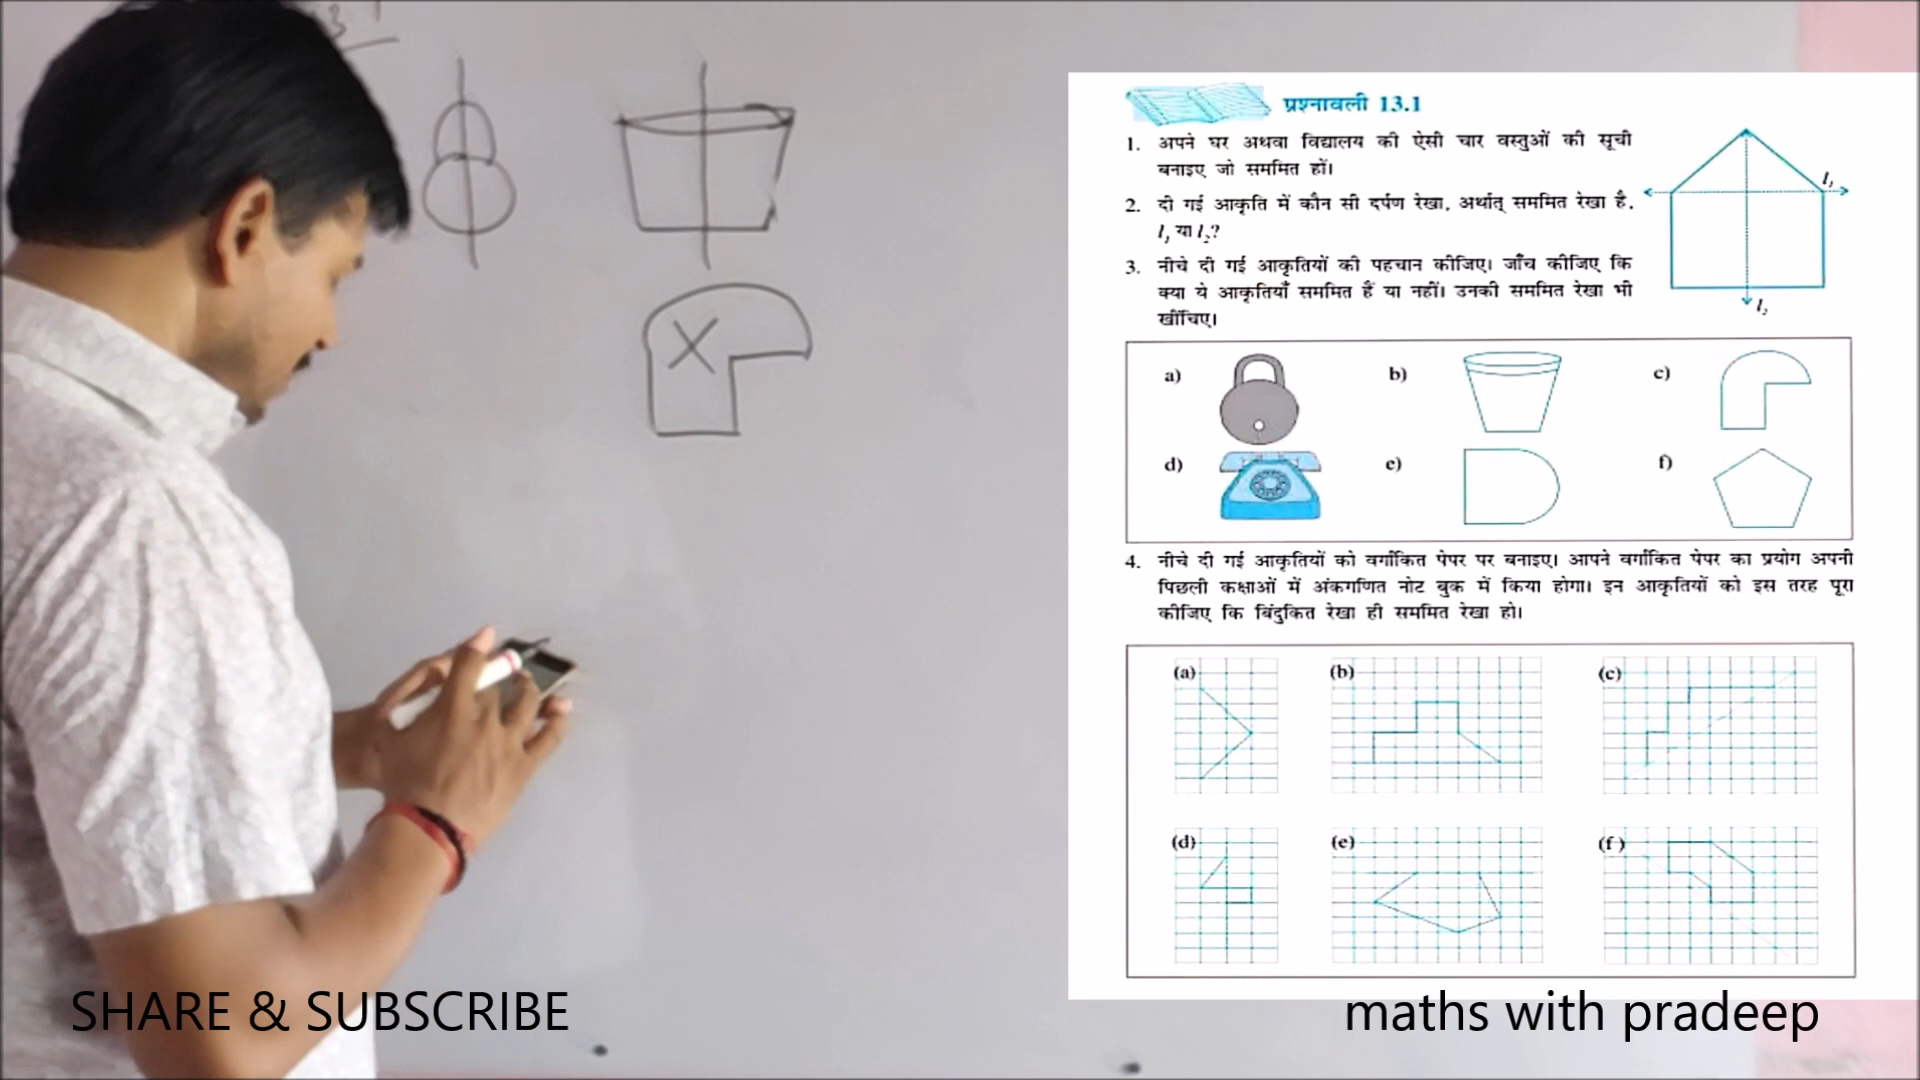 प्रश्नावली 13.1
1. अपने घर अथवा विद्यालय की ऐसी चार वस्तुओं की सूची
बनाइए जो सममित हों।
2. दी गई आकृति में कौन सी दर्पण रेखा, अर्थात् सममित रेखा है,
l₁ या l₂?
l₁
l₂
3. नीचे दी गई आकृतियों की पहचान कीजिए। जाँच कीजिए कि
क्या ये आकृतियाँ सममित हैं या नहीं। उनकी सममित रेखा भी
खींचिए।
a) b) c)
d) e) f)
4. नीचे दी गई आकृतियों को वर्गांकित पेपर पर बनाइए। आपने वर्गांकित पेपर का प्रयोग अपनी
पिछली कक्षाओं में अंकगणित नोट बुक में किया होगा। इन आकृतियों को इस तरह पूरा
कीजिए कि बिंदुकित रेखा ही सममित रेखा हो।
(a) (b) (c)
(d) (e) (f)
SHARE & SUBSCRIBE
maths with pradeep